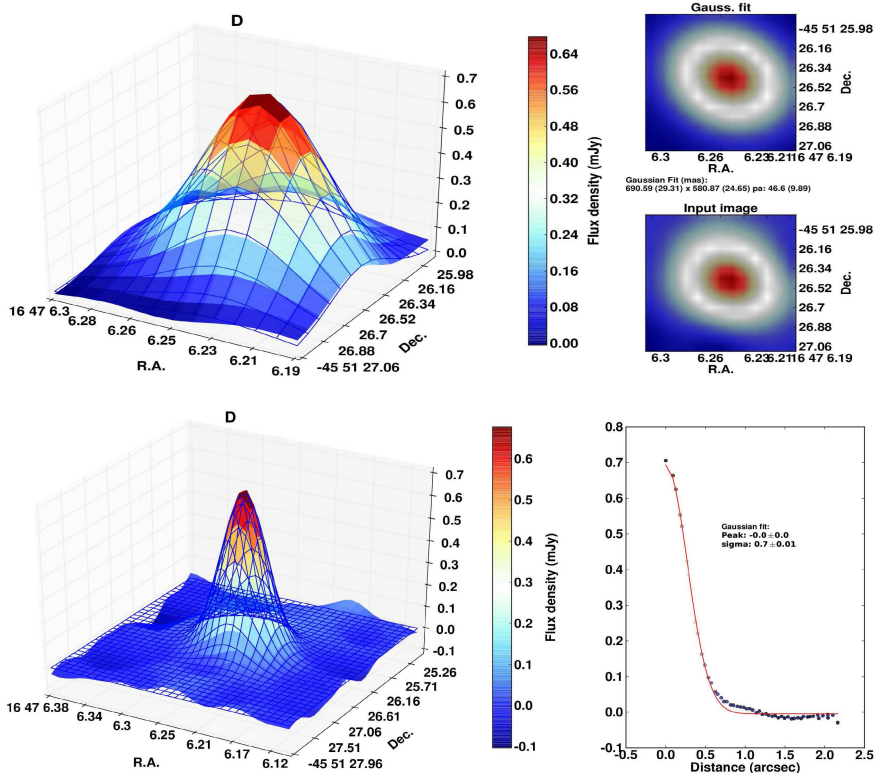 D
0.7
0.6
0.5
0.4
0.3
0.2
0.1
0.0
25.98
26.16
26.34
26.52
26.7
26.88
-45 51 27.06
Dec.
16 47 6.3
6.28
6.26
6.25
6.23
6.21
6.19
R.A.
0.64
0.56
0.48
0.40
0.32
0.24
0.16
0.08
0.00
Flux density (mJy)
Gauss. fit
-45 51 25.98
26.16
26.34
26.52
26.7
26.88
27.06
Dec.
6.3 6.26 6.23 6.21 16 47 6.19
R.A.
Gaussian Fit (mas):
690.59 (29.31) x 580.87 (24.65) pa: 46.6 (9.89)
Input image
-45 51 25.98
26.16
26.34
26.52
26.7
26.88
27.06
Dec.
6.3 6.26 6.23 6.21 16 47 6.19
R.A.
D
0.7
0.6
0.5
0.4
0.3
0.2
0.1
0.0
-0.1
25.26
25.71
26.16
26.61
27.06
27.51
-45 51 27.96
Dec.
16 47 6.38
6.34
6.3
6.25
6.21
6.17
6.12
R.A.
0.6
0.5
0.4
0.3
0.2
0.1
0.0
-0.1
Flux density (mJy)
0.8
0.7
0.6
0.5
0.4
0.3
0.2
0.1
0.0
-0.1
Gaussian fit:
Peak: -0.0±0.0
sigma: 0.7±0.01
-0.5 0.0 0.5 1.0 1.5 2.0 2.5
Distance (arcsec)